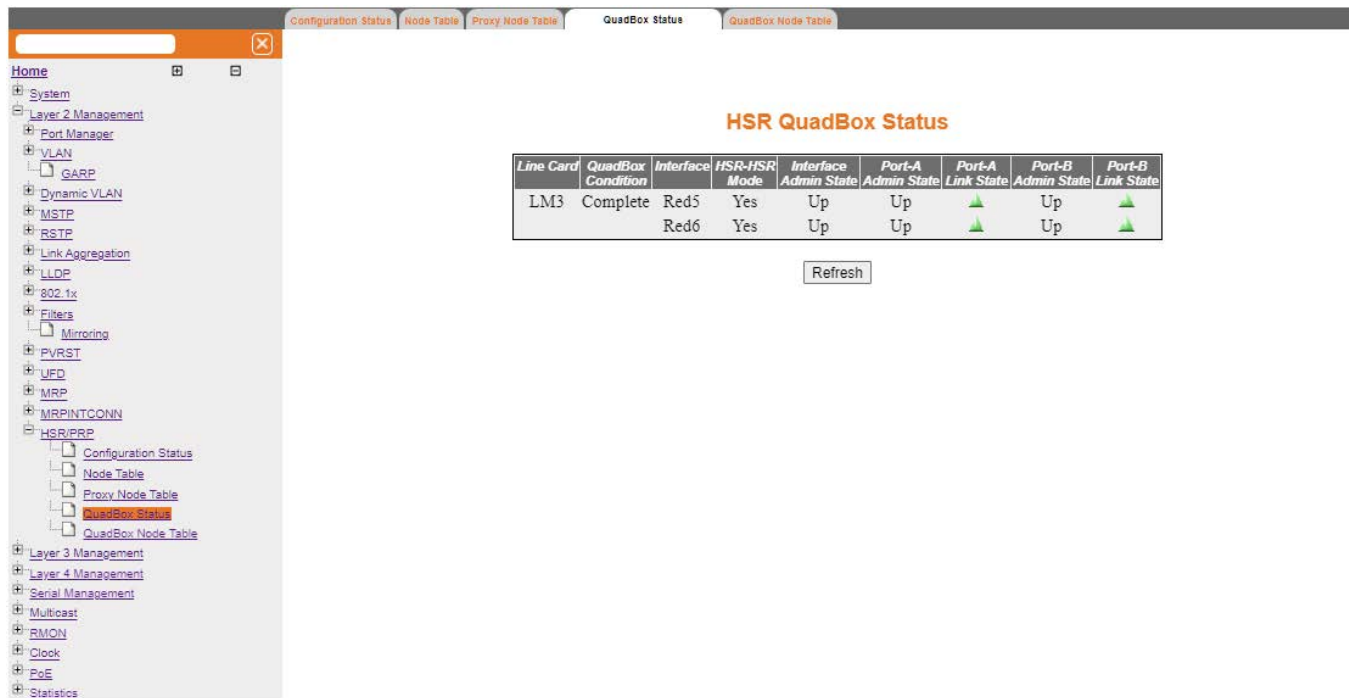 Configuration Status Node Table Proxy Node Table QuadBox Status QuadBox Node Table
Home
System
Layer 2 Management
Port Manager
VLAN
GARP
Dynamic VLAN
MSTP
RSTP
Link Aggregation
LLDP
802.1x
Filters
Mirroring
PVRST
UFD
MRP
MRPINTCONN
HSR/PRP
Configuration Status
Node Table
Proxy Node Table
QuadBox Status
QuadBox Node Table
Layer 3 Management
Layer 4 Management
Serial Management
Multicast
RMON
Clock
PoE
Statistics
HSR QuadBox Status
Line Card QuadBox Condition Interface HSR-HSR Mode Interface Admin State Port-A Admin State Port-A Link State Port-B Admin State Port-B Link State
LM3 Complete Red5 Yes Up Up Up
Red6 Yes Up Up Up
Refresh